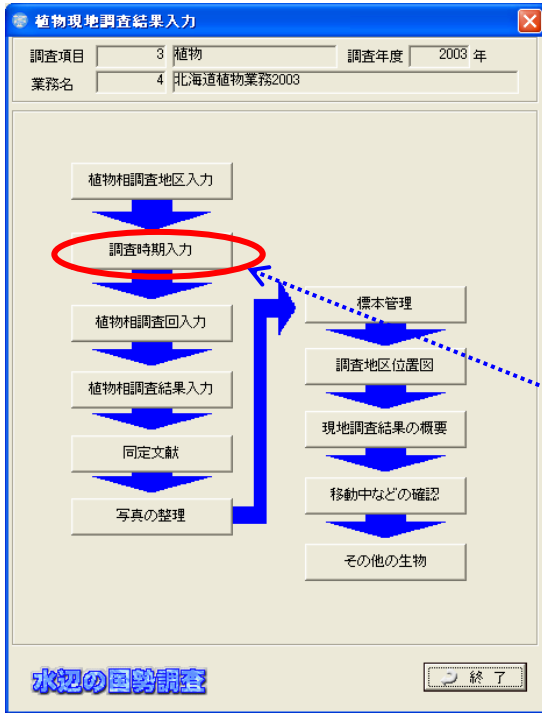 植物現地調査結果入力
調査項目 3 植物 調査年度 2003 年
業務名 4 北海道植物業務2003
植物相調査地区入力
調査時期入力
植物相調査回入力
植物相調査結果入力
同定文献
写真の整理
標本管理
調査地区位置図
現地調査結果の概要
移動中などの確認
その他の生物
水辺の国勢調査
終 了